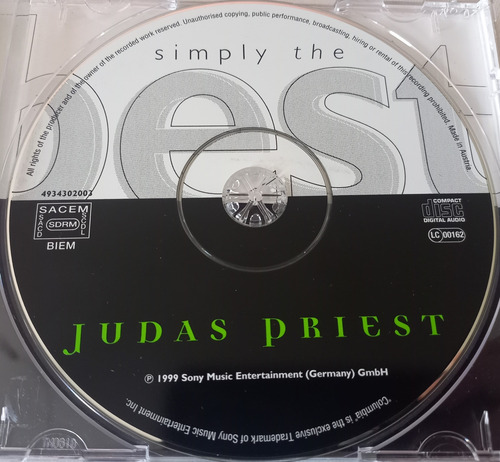 All rights of the producer and of the owner of the recorded work reserved. Unauthorised copying, public performance, broadcasting, hiring or rental of this recording prohibited. Made in Austria.
simply the
best
4934302003
SACEM
SACD
SDRM
SGDL
BIEM
COMPACT
disc
DIGITAL AUDIO
LC 00162
JUDAS PRIEST
℗ 1999 Sony Music Entertainment (Germany) GmbH
"Columbia" is the exclusive Trademark of Sony Music Entertainment Inc.